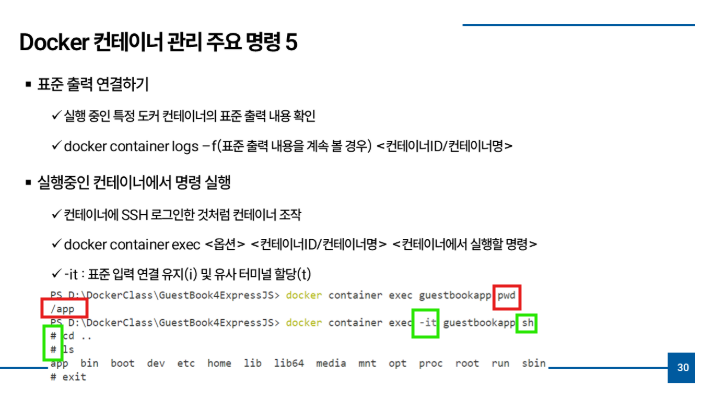 Docker 컨테이너 관리 주요 명령 5
▪ 표준 출력 연결하기
✓ 실행 중인 특정 도커 컨테이너의 표준 출력 내용 확인
✓ docker container logs –f(표준 출력 내용을 계속 볼 경우) <컨테이너ID/컨테이너명>
▪ 실행중인 컨테이너에서 명령 실행
✓ 컨테이너에 SSH 로그인한 것처럼 컨테이너 조작
✓ docker container exec <옵션> <컨테이너ID/컨테이너명> <컨테이너에서 실행할 명령>
✓ -it : 표준 입력 연결 유지(i) 및 유사 터미널 할당(t)
PS D:\DockerClass\GuestBook4ExpressJS> docker container exec guestbookapp pwd
/app
PS D:\DockerClass\GuestBook4ExpressJS> docker container exec -it guestbookapp sh
# cd ..
# ls
app bin boot dev etc home lib lib64 media mnt opt proc root run sbin
# exit
30